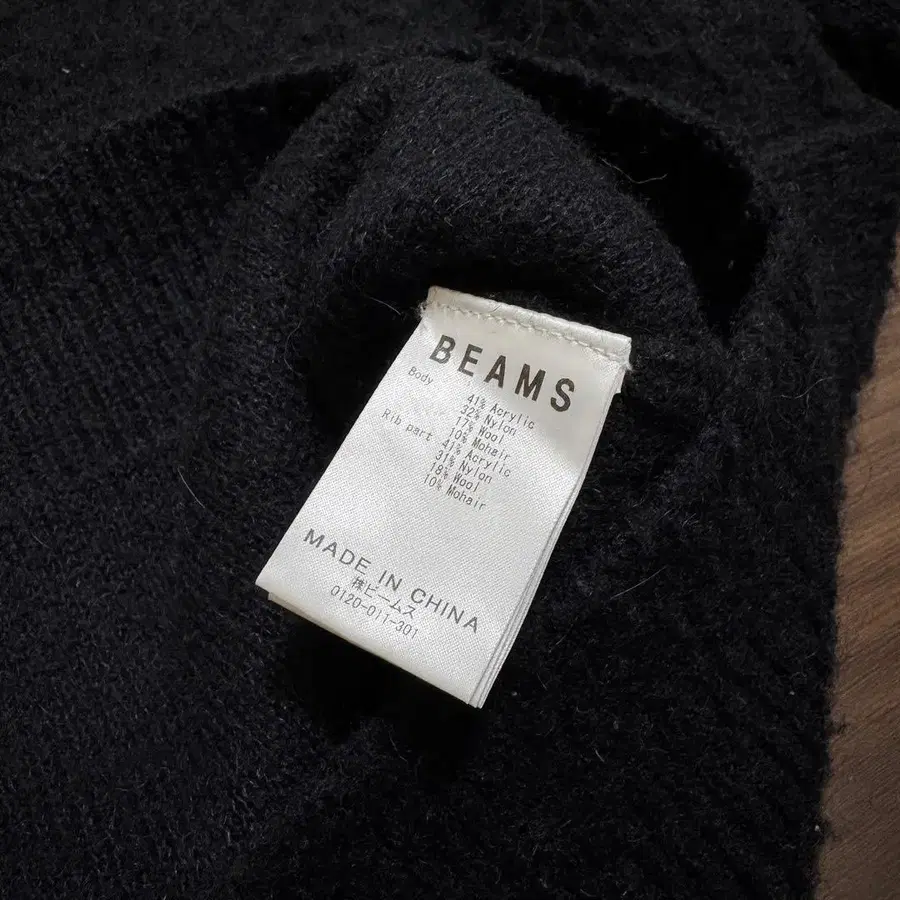 BEAMS
Body 41% Acrylic
32% Nylon
17% Wool
10% Mohair
Rib part 41% Acrylic
31% Nylon
18% Wool
10% Mohair
MADE IN CHINA
㈱ビームス
0120-011-301